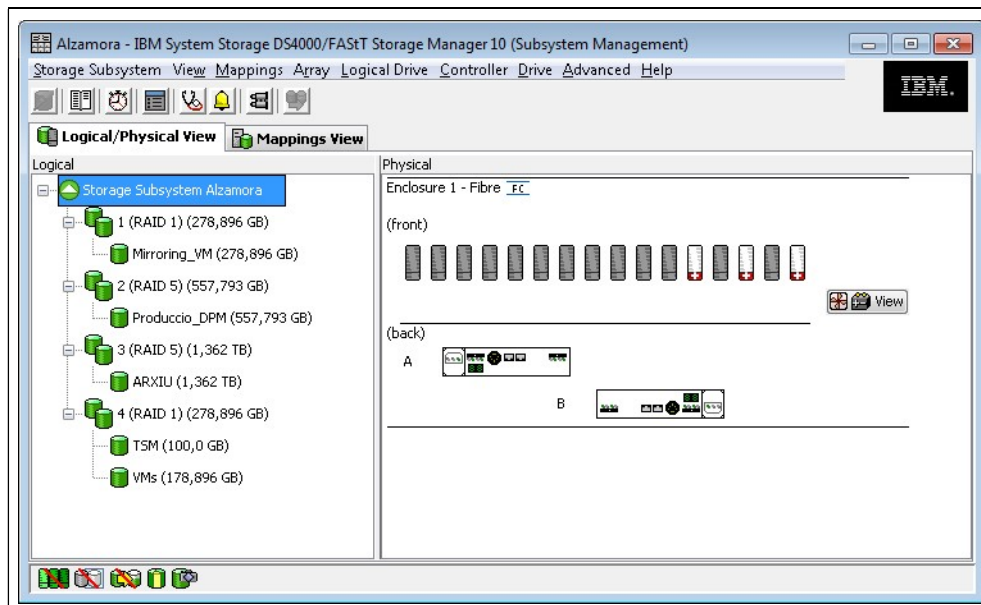 Alzamora - IBM System Storage DS4000/FAStT Storage Manager 10 (Subsystem Management)
Storage Subsystem View Mappings Array Logical Drive Controller Drive Advanced Help
IBM.
Logical/Physical View Mappings View
Logical
Storage Subsystem Alzamora
1 (RAID 1) (278,896 GB)
Mirroring_VM (278,896 GB)
2 (RAID 5) (557,793 GB)
Produccio_DPM (557,793 GB)
3 (RAID 5) (1,362 TB)
ARXIU (1,362 TB)
4 (RAID 1) (278,896 GB)
TSM (100,0 GB)
VMs (178,896 GB)
Physical
Enclosure 1 - Fibre FC
(front)
View
(back)
A
B